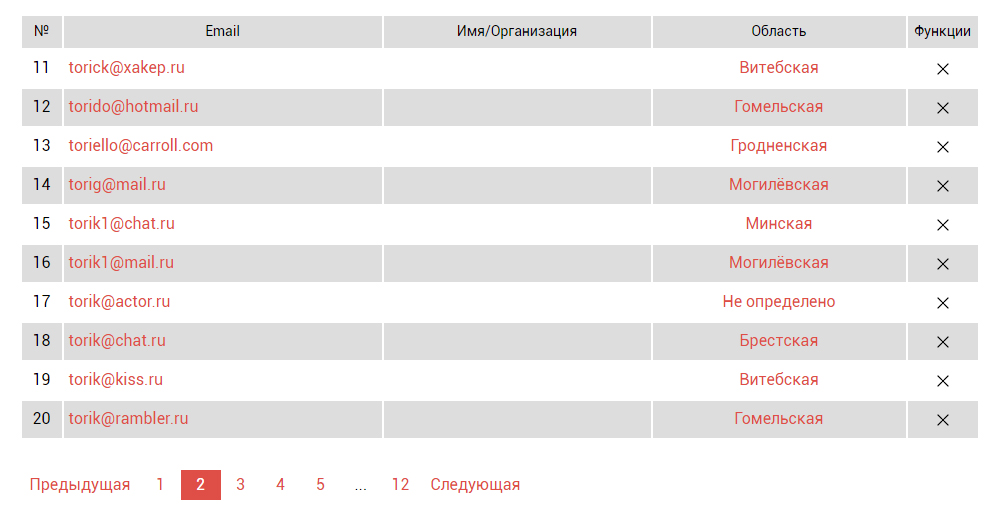 № Email Имя/Организация Область Функции
11 torick@xakep.ru Витебская
12 torido@hotmail.ru Гомельская
13 toriello@carroll.com Гродненская
14 torig@mail.ru Могилёвская
15 torik1@chat.ru Минская
16 torik1@mail.ru Могилёвская
17 torik@actor.ru Не определено
18 torik@chat.ru Брестская
19 torik@kiss.ru Витебская
20 torik@rambler.ru Гомельская
Предыдущая 1 2 3 4 5 ... 12 Следующая